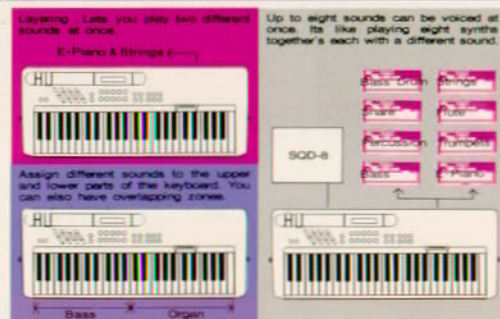 Layering : Lets you play two different
sounds at once.
E-Piano & Strings
Assign different sounds to the upper
and lower parts of the keyboard. You
can also have overlapping zones.
Bass Organ
Up to eight sounds can be voiced at
once. Its like playing eight synths
together's each with a different sound.
Bass Drum Strings
Snare Flute
Percussion Trumpets
Bass E-Piano
SQD-8